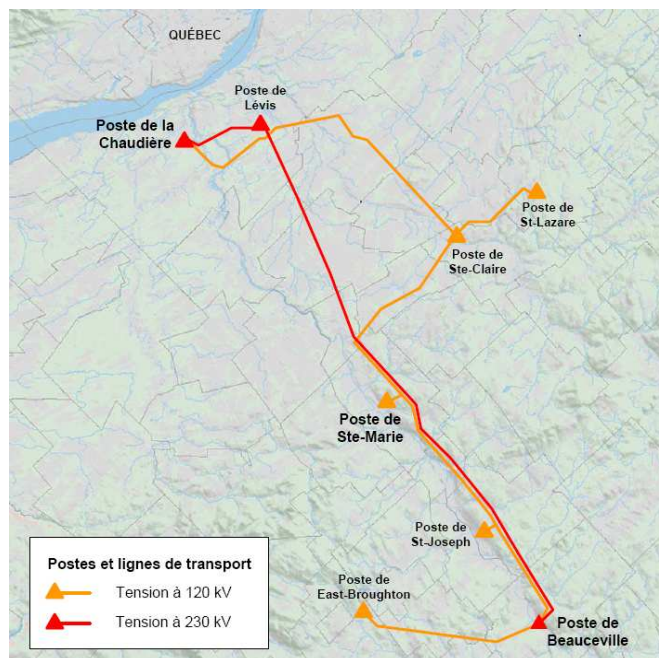 QUÉBEC
Poste de
Lévis
Poste de la
Chaudière
Poste de
St-Lazare
Poste de
Ste-Claire
Poste de
Ste-Marie
Poste de
St-Joseph
Poste de
East-Broughton
Poste de
Beauceville
Postes et lignes de transport
Tension à 120 kV
Tension à 230 kV